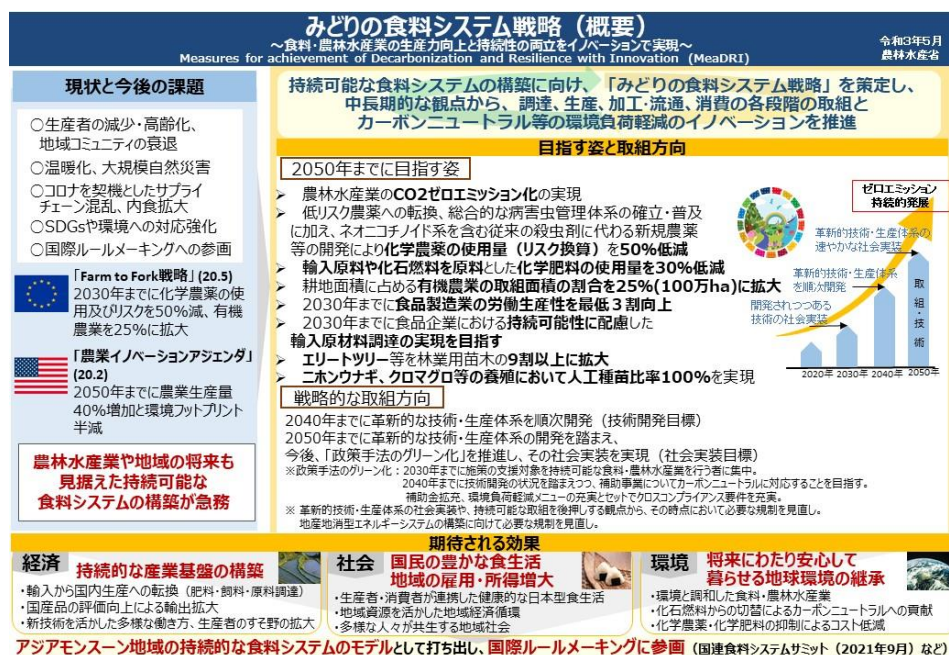 みどりの食料システム戦略（概要）
～食料・農林水産業の生産力向上と持続性の両立をイノベーションで実現～
Measures for achievement of Decarbonization and Resilience with Innovation (MeaDRI)
令和3年5月
農林水産省
現状と今後の課題
○生産者の減少・高齢化、
地域コミュニティの衰退
○温暖化、大規模自然災害
○コロナを契機としたサプライ
チェーン混乱、内食拡大
○SDGsや環境への対応強化
○国際ルールメーキングへの参画
「Farm to Fork戦略」(20.5)
2030年までに化学農薬の使
用及びリスクを50%減、有機
農業を25%に拡大
「農業イノベーションアジェンダ」
(20.2)
2050年までに農業生産量
40%増加と環境フットプリント
半減
農林水産業や地域の将来も
見据えた持続可能な
食料システムの構築が急務
持続可能な食料システムの構築に向け、「みどりの食料システム戦略」を策定し、
中長期的な観点から、調達、生産、加工・流通、消費の各段階の取組と
カーボンニュートラル等の環境負荷軽減のイノベーションを推進
目指す姿と取組方向
2050年までに目指す姿
➢ 農林水産業のCO2ゼロエミッション化の実現
➢ 低リスク農薬への転換、総合的な病害虫管理体系の確立・普及
に加え、ネオニコチノイド系を含む従来の殺虫剤に代わる新規農薬
等の開発により化学農薬の使用量（リスク換算）を50%低減
➢ 輸入原料や化石燃料を原料とした化学肥料の使用量を30%低減
➢ 耕地面積に占める有機農業の取組面積の割合を25%(100万ha)に拡大
➢ 2030年までに食品製造業の労働生産性を最低３割向上
➢ 2030年までに食品企業における持続可能性に配慮した
輸入原材料調達の実現を目指す
➢ エリートツリー等を林業用苗木の9割以上に拡大
➢ ニホンウナギ、クロマグロ等の養殖において人工種苗比率100%を実現
ゼロエミッション
持続的発展
革新的技術・生産体系の
速やかな社会実装
革新的技術・生産体系
を順次開発
開発されつつある
技術の社会実装
取組・技術
2020年 2030年 2040年 2050年
戦略的な取組方向
2040年までに革新的な技術・生産体系を順次開発（技術開発目標）
2050年までに革新的な技術・生産体系の開発を踏まえ、
今後、「政策手法のグリーン化」を推進し、その社会実装を実現（社会実装目標）
※政策手法のグリーン化：2030年までに施策の支援対象を持続可能な食料・農林水産業を行う者に集中。
2040年までに技術開発の状況を踏まえつつ、補助事業についてカーボンニュートラルに対応することを目指す。
補助金拡充、環境負荷軽減メニューの充実とセットでクロスコンプライアンス要件を充実。
※ 革新的技術・生産体系の社会実装や、持続可能な取組を後押しする観点から、その時点において必要な規制を見直し。
地産地消型エネルギーシステムの構築に向けて必要な規制を見直し。
期待される効果
経済 持続的な産業基盤の構築
・輸入から国内生産への転換（肥料・飼料・原料調達）
・国産品の評価向上による輸出拡大
・新技術を活かした多様な働き方、生産者のすそ野の拡大
社会 国民の豊かな食生活
地域の雇用・所得増大
・生産者・消費者が連携した健康的な日本型食生活
・地域資源を活かした地域経済循環
・多様な人々が共生する地域社会
環境 将来にわたり安心して
暮らせる地球環境の継承
・環境と調和した食料・農林水産業
・化石燃料からの切替によるカーボンニュートラルへの貢献
・化学農薬・化学肥料の抑制によるコスト低減
アジアモンスーン地域の持続的な食料システムのモデルとして打ち出し、国際ルールメーキングに参画（国連食料システムサミット（2021年9月）など）